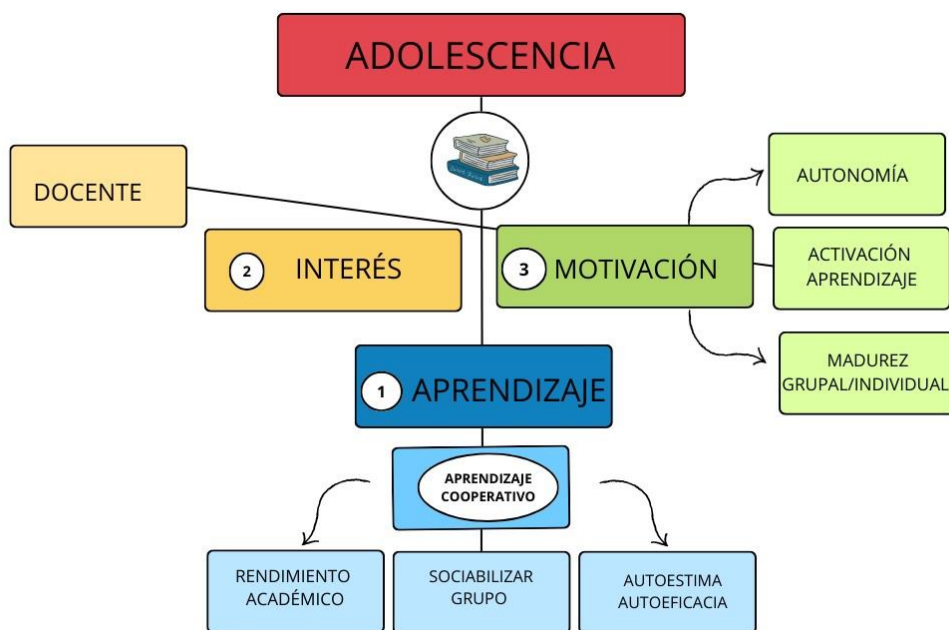 ADOLESCENCIA
DOCENTE
2 INTERÉS
3 MOTIVACIÓN
AUTONOMÍA
ACTIVACIÓN
APRENDIZAJE
MADUREZ
GRUPAL/INDIVIDUAL
1 APRENDIZAJE
APRENDIZAJE
COOPERATIVO
RENDIMIENTO
ACADÉMICO
SOCIABILIZAR
GRUPO
AUTOESTIMA
AUTOEFICACIA